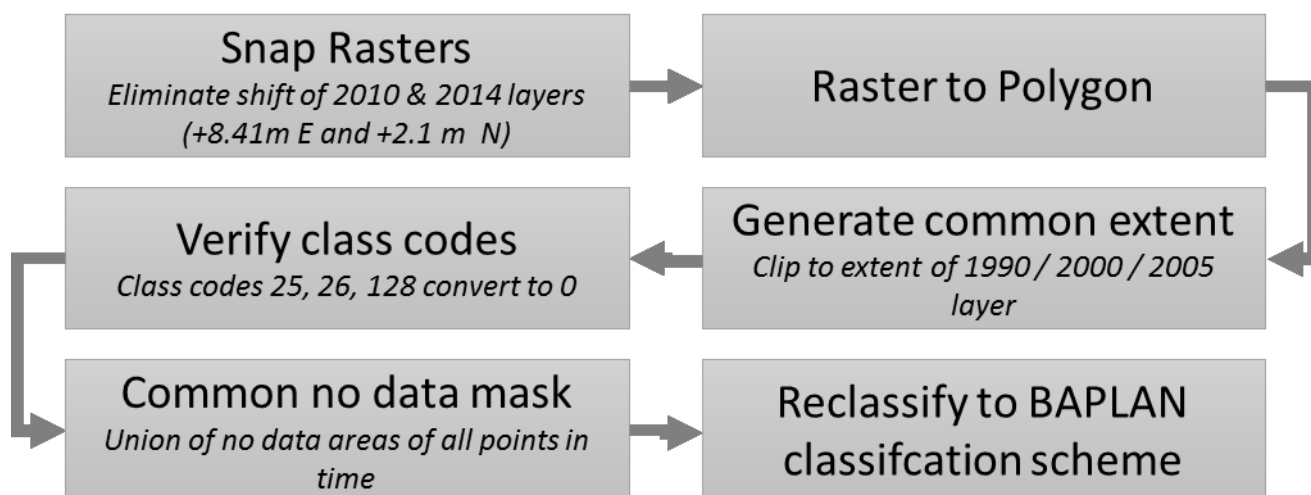 Snap Rasters
Eliminate shift of 2010 & 2014 layers
(+8.41m E and +2.1 m N)
Raster to Polygon
Generate common extent
Clip to extent of 1990 / 2000 / 2005
layer
Verify class codes
Class codes 25, 26, 128 convert to 0
Common no data mask
Union of no data areas of all points in
time
Reclassify to BAPLAN
classifcation scheme